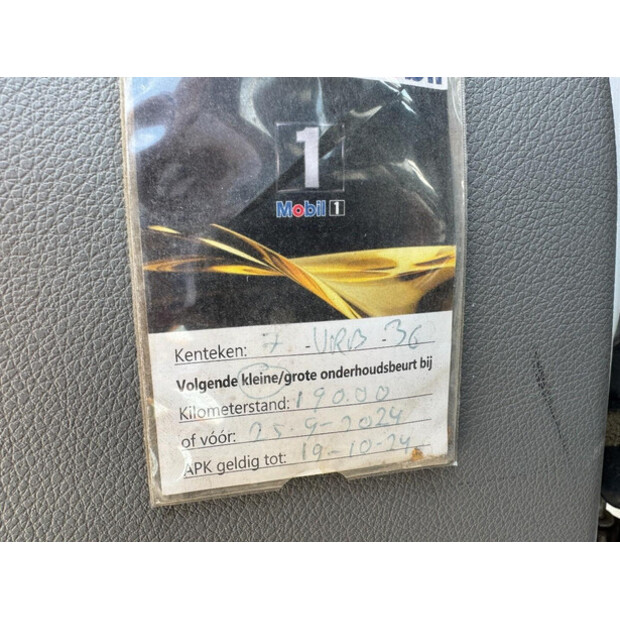 1
Mobil 1
Kenteken: 7 - VRB - 36
Volgende kleine/grote onderhoudsbeurt bij
Kilometerstand: 190.00
of vóór: 25-9-2024
APK geldig tot: 19-10-24